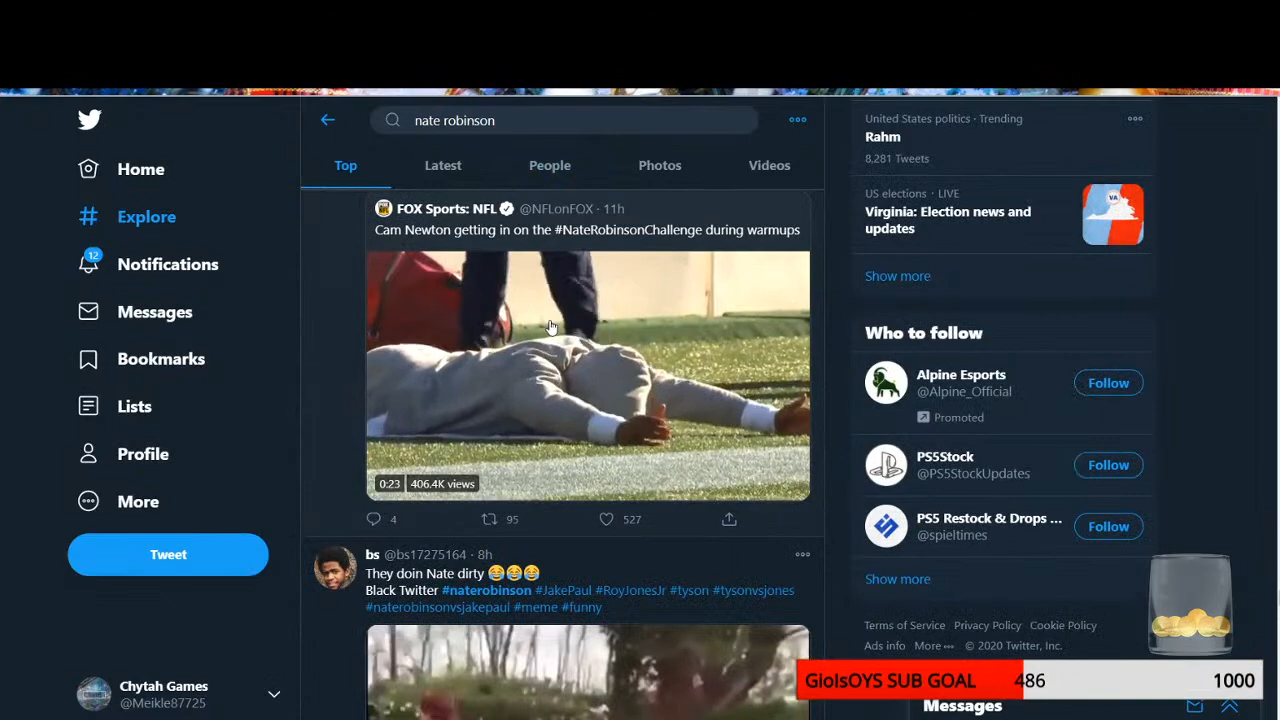 nate robinson
Home
Explore
12
Notifications
Messages
Bookmarks
Lists
Profile
More
Tweet
Chytah Games
@Meikle87725
Top
Latest
People
Photos
Videos
FOX Sports: NFL @NFLonFOX · 11h
Cam Newton getting in on the #NateRobinsonChallenge during warmups
0:23
406.4K views
4
95
527
bs @bs17275164 · 8h
They doin Nate dirty 😂😂😂
Black Twitter #naterobinson #JakePaul #RoyJonesJr #tyson #tysonvsjones
#naterobinsonvsjakepaul #meme #funny
United States politics · Trending
Rahm
8,281 Tweets
US elections · LIVE
Virginia: Election news and
updates
VA
Show more
Who to follow
Alpine Esports
@Alpine_Official
Promoted
Follow
PS5Stock
@PS5StockUpdates
Follow
PS5 Restock & Drops ...
@spieltimes
Follow
Show more
Terms of Service Privacy Policy Cookie Policy
Ads info More ••• © 2020 Twitter, Inc.
GioIsOYS SUB GOAL 486 1000
Messages